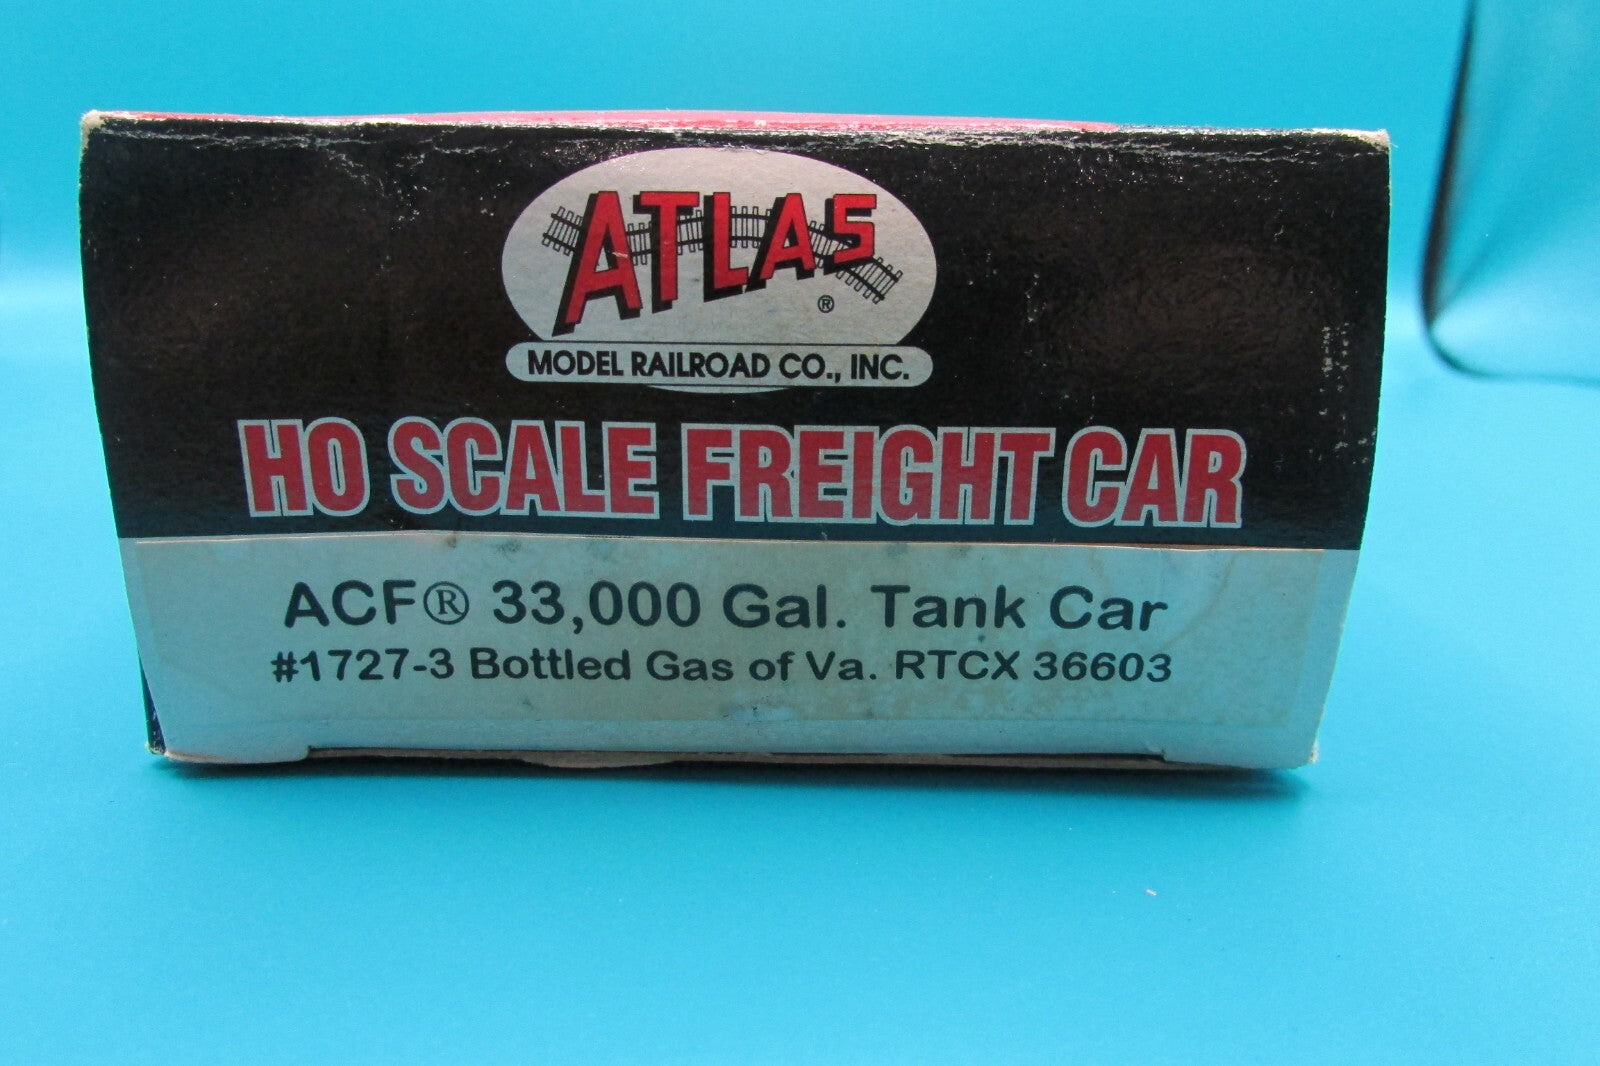 ATLAS
®
MODEL RAILROAD CO., INC.
HO SCALE FREIGHT CAR
ACF® 33,000 Gal. Tank Car
#1727-3 Bottled Gas of Va. RTCX 36603